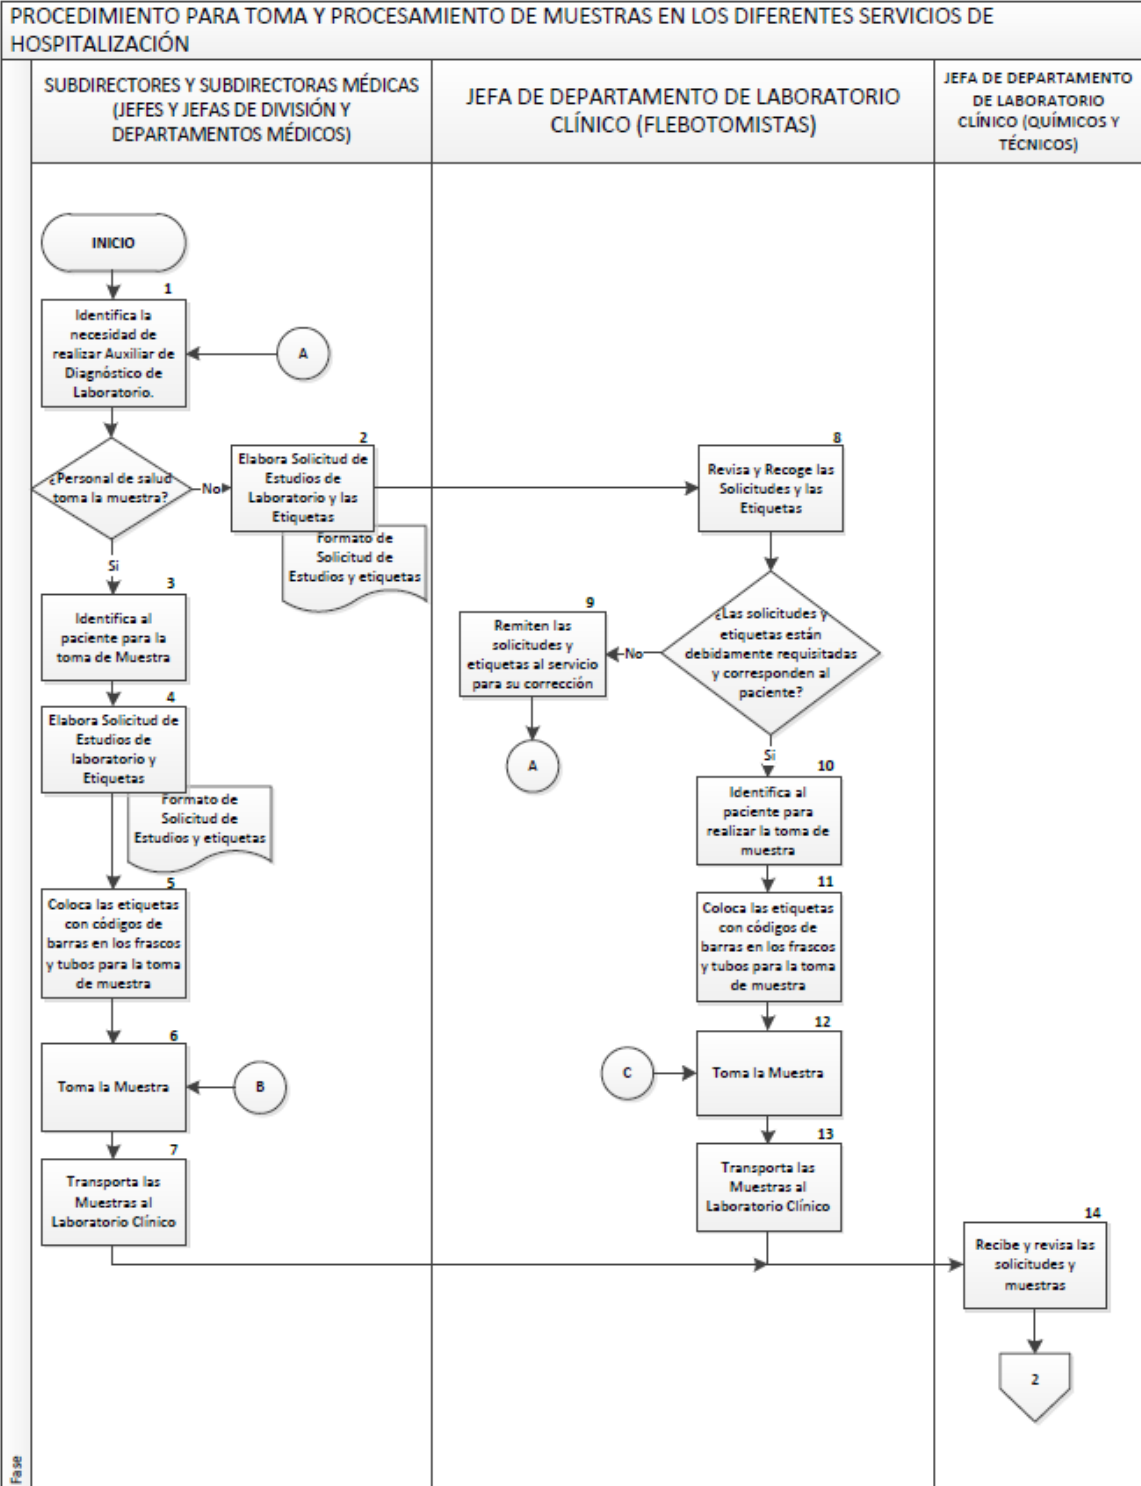 PROCEDIMIENTO PARA TOMA Y PROCESAMIENTO DE MUESTRAS EN LOS DIFERENTES SERVICIOS DE
HOSPITALIZACIÓN
SUBDIRECTORES Y SUBDIRECTORAS MÉDICAS
(JEFES Y JEFAS DE DIVISIÓN Y
DEPARTAMENTOS MÉDICOS)
JEFA DE DEPARTAMENTO DE LABORATORIO
CLÍNICO (FLEBOTOMISTAS)
JEFA DE DEPARTAMENTO
DE LABORATORIO
CLÍNICO (QUÍMICOS Y
TÉCNICOS)
INICIO
1
Identifica la
necesidad de
realizar Auxiliar de
Diagnóstico de
Laboratorio.
A
¿Personal de salud
toma la muestra?
No
2
Elabora Solicitud de
Estudios de
Laboratorio y las
Etiquetas
Formato de
Solicitud de
Estudios y etiquetas
Si
3
Identifica al
paciente para la
toma de Muestra
4
Elabora Solicitud de
Estudios de
laboratorio y
Etiquetas
Formato de
Solicitud de
Estudios y etiquetas
5
Coloca las etiquetas
con códigos de
barras en los frascos
y tubos para la toma
de muestra
6
Toma la Muestra
B
7
Transporta las
Muestras al
Laboratorio Clínico
8
Revisa y Recoge las
Solicitudes y las
Etiquetas
¿Las solicitudes y
etiquetas están
debidamente requisitadas
y corresponden al
paciente?
No
9
Remiten las
solicitudes y
etiquetas al servicio
para su corrección
A
Si
10
Identifica al
paciente para
realizar la toma de
muestra
11
Coloca las etiquetas
con códigos de
barras en los frascos
y tubos para la toma
de muestra
12
Toma la Muestra
C
13
Transporta las
Muestras al
Laboratorio Clínico
14
Recibe y revisa las
solicitudes y
muestras
2
Fase